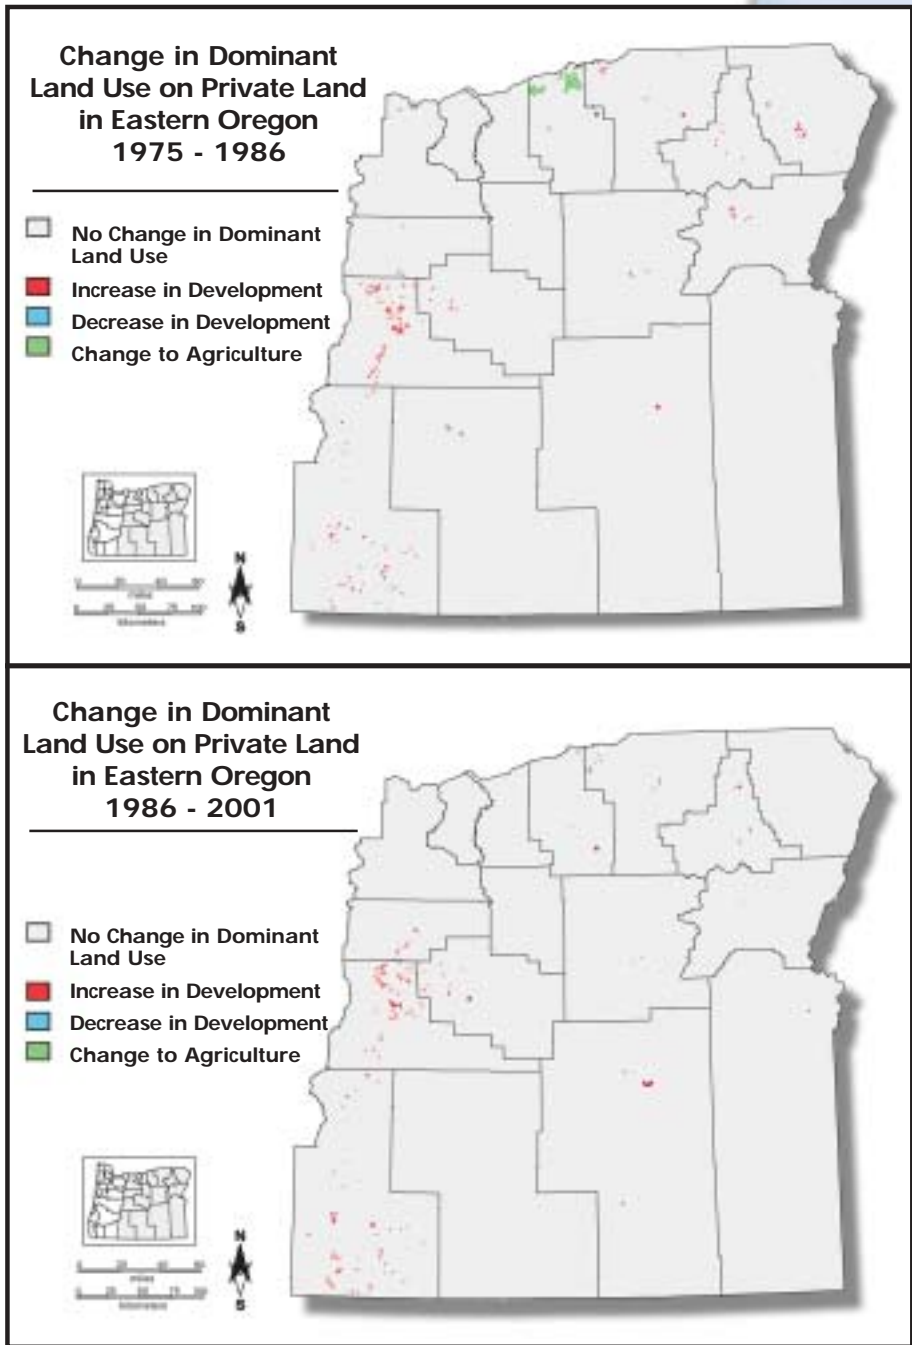 Change in Dominant
Land Use on Private Land
in Eastern Oregon
1975 - 1986
No Change in Dominant
Land Use
Increase in Development
Decrease in Development
Change to Agriculture
N
S
Change in Dominant
Land Use on Private Land
in Eastern Oregon
1986 - 2001
No Change in Dominant
Land Use
Increase in Development
Decrease in Development
Change to Agriculture
N
miles
kilometers
S